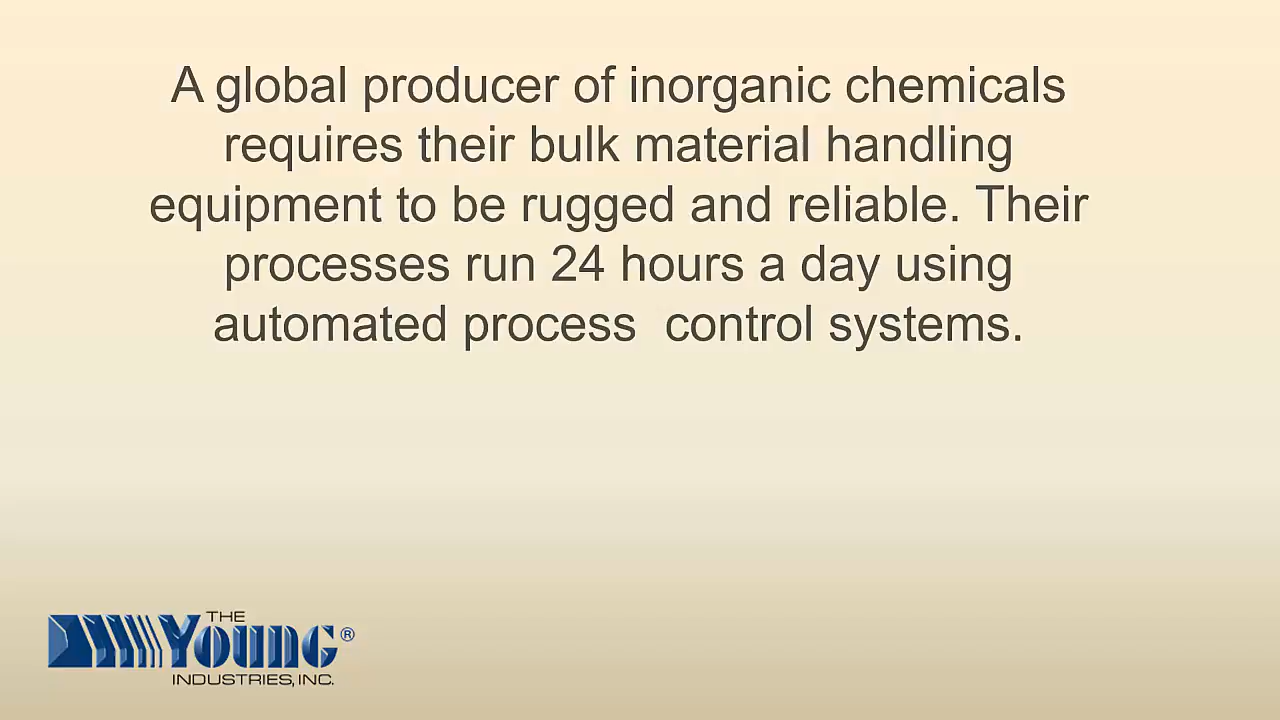 A global producer of inorganic chemicals
requires their bulk material handling
equipment to be rugged and reliable. Their
processes run 24 hours a day using
automated process  control systems.
THE
YOUNG®
INDUSTRIES, INC.